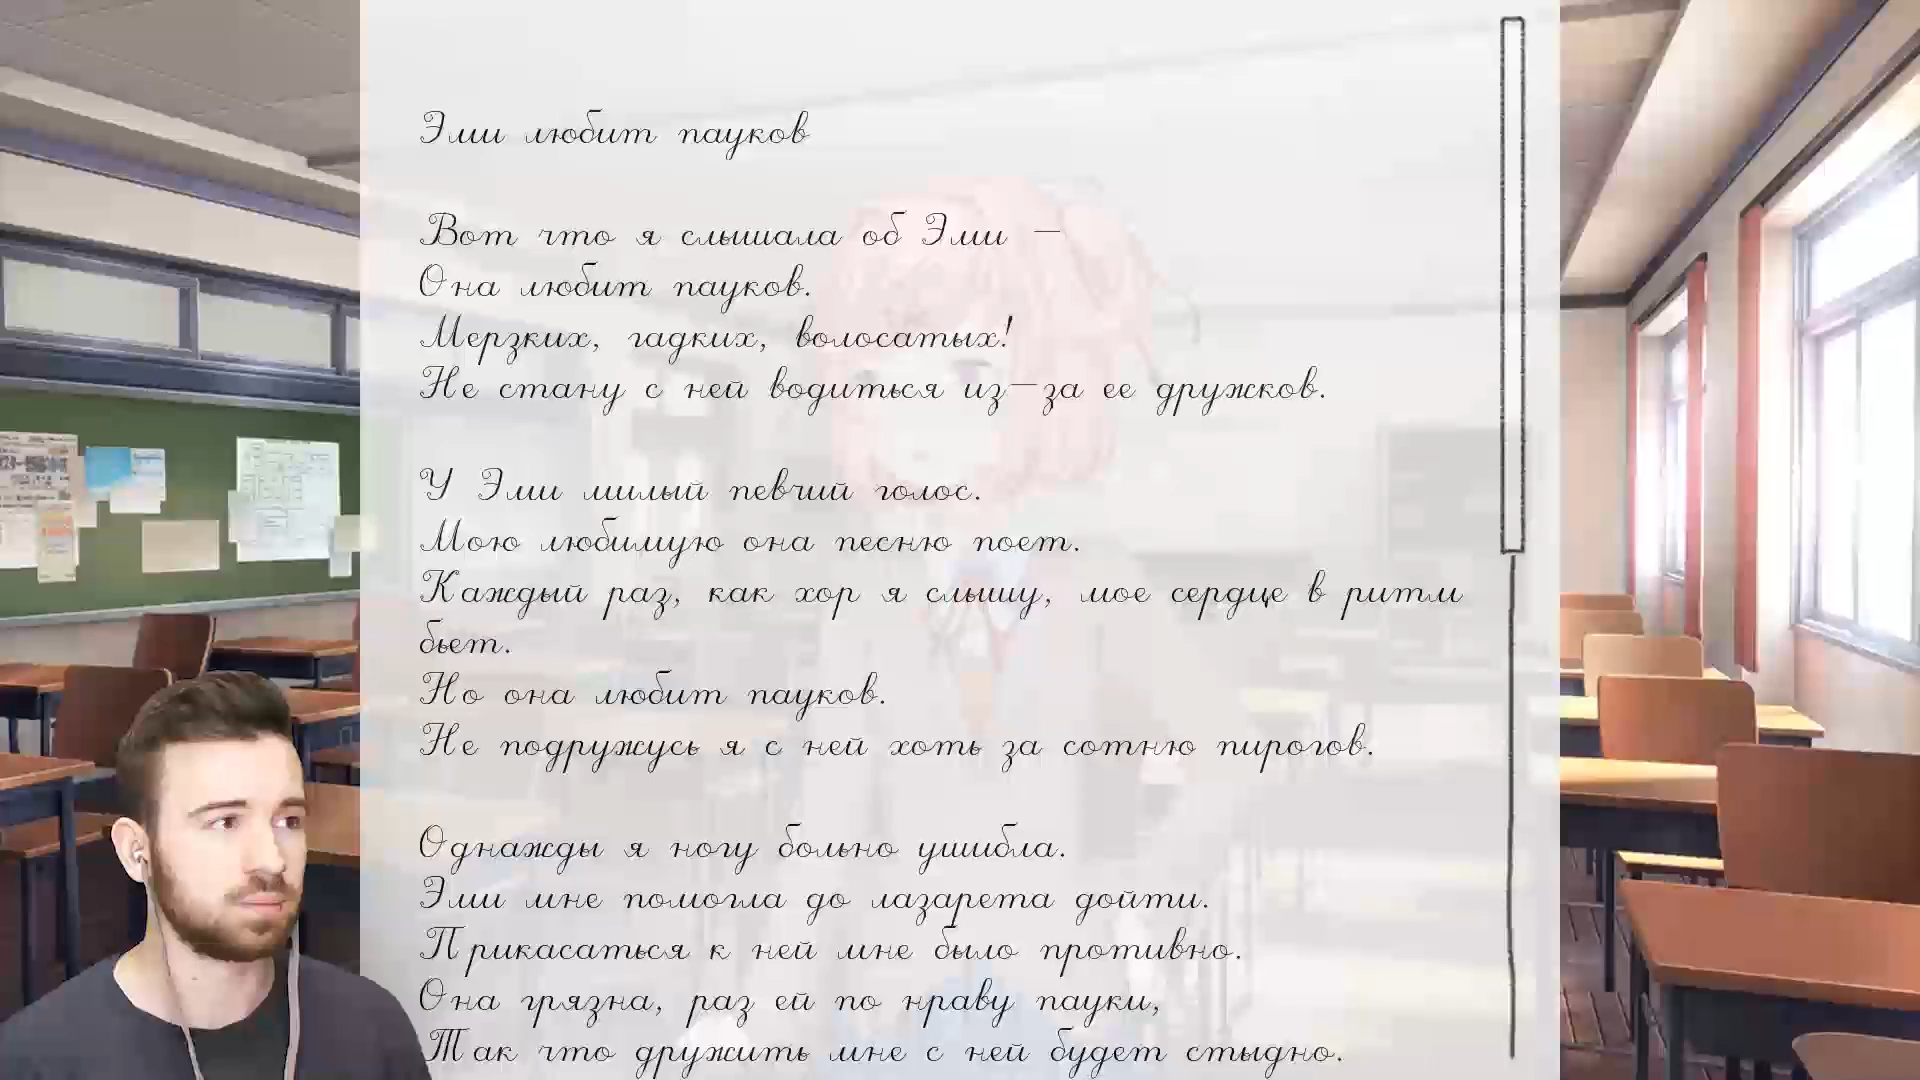 Эми любит пауков
Вот что я слышала об Эми –
Она любит пауков.
Мерзких, гадких, волосатых!
Не стану с ней водиться из-за ее дружков.
У Эми милый певчий голос.
Мою любимую она песню поет.
Каждый раз, как хор я слышу, мое сердце в ритм
бьет.
Но она любит пауков.
Не подружусь я с ней хоть за сотню пирогов.
Однажды я ногу больно ушибла.
Эми мне помогла до лазарета дойти.
Прикасаться к ней мне было противно.
Она грязна, раз ей по нраву пауки,
Так что дружить мне с ней будет стыдно.